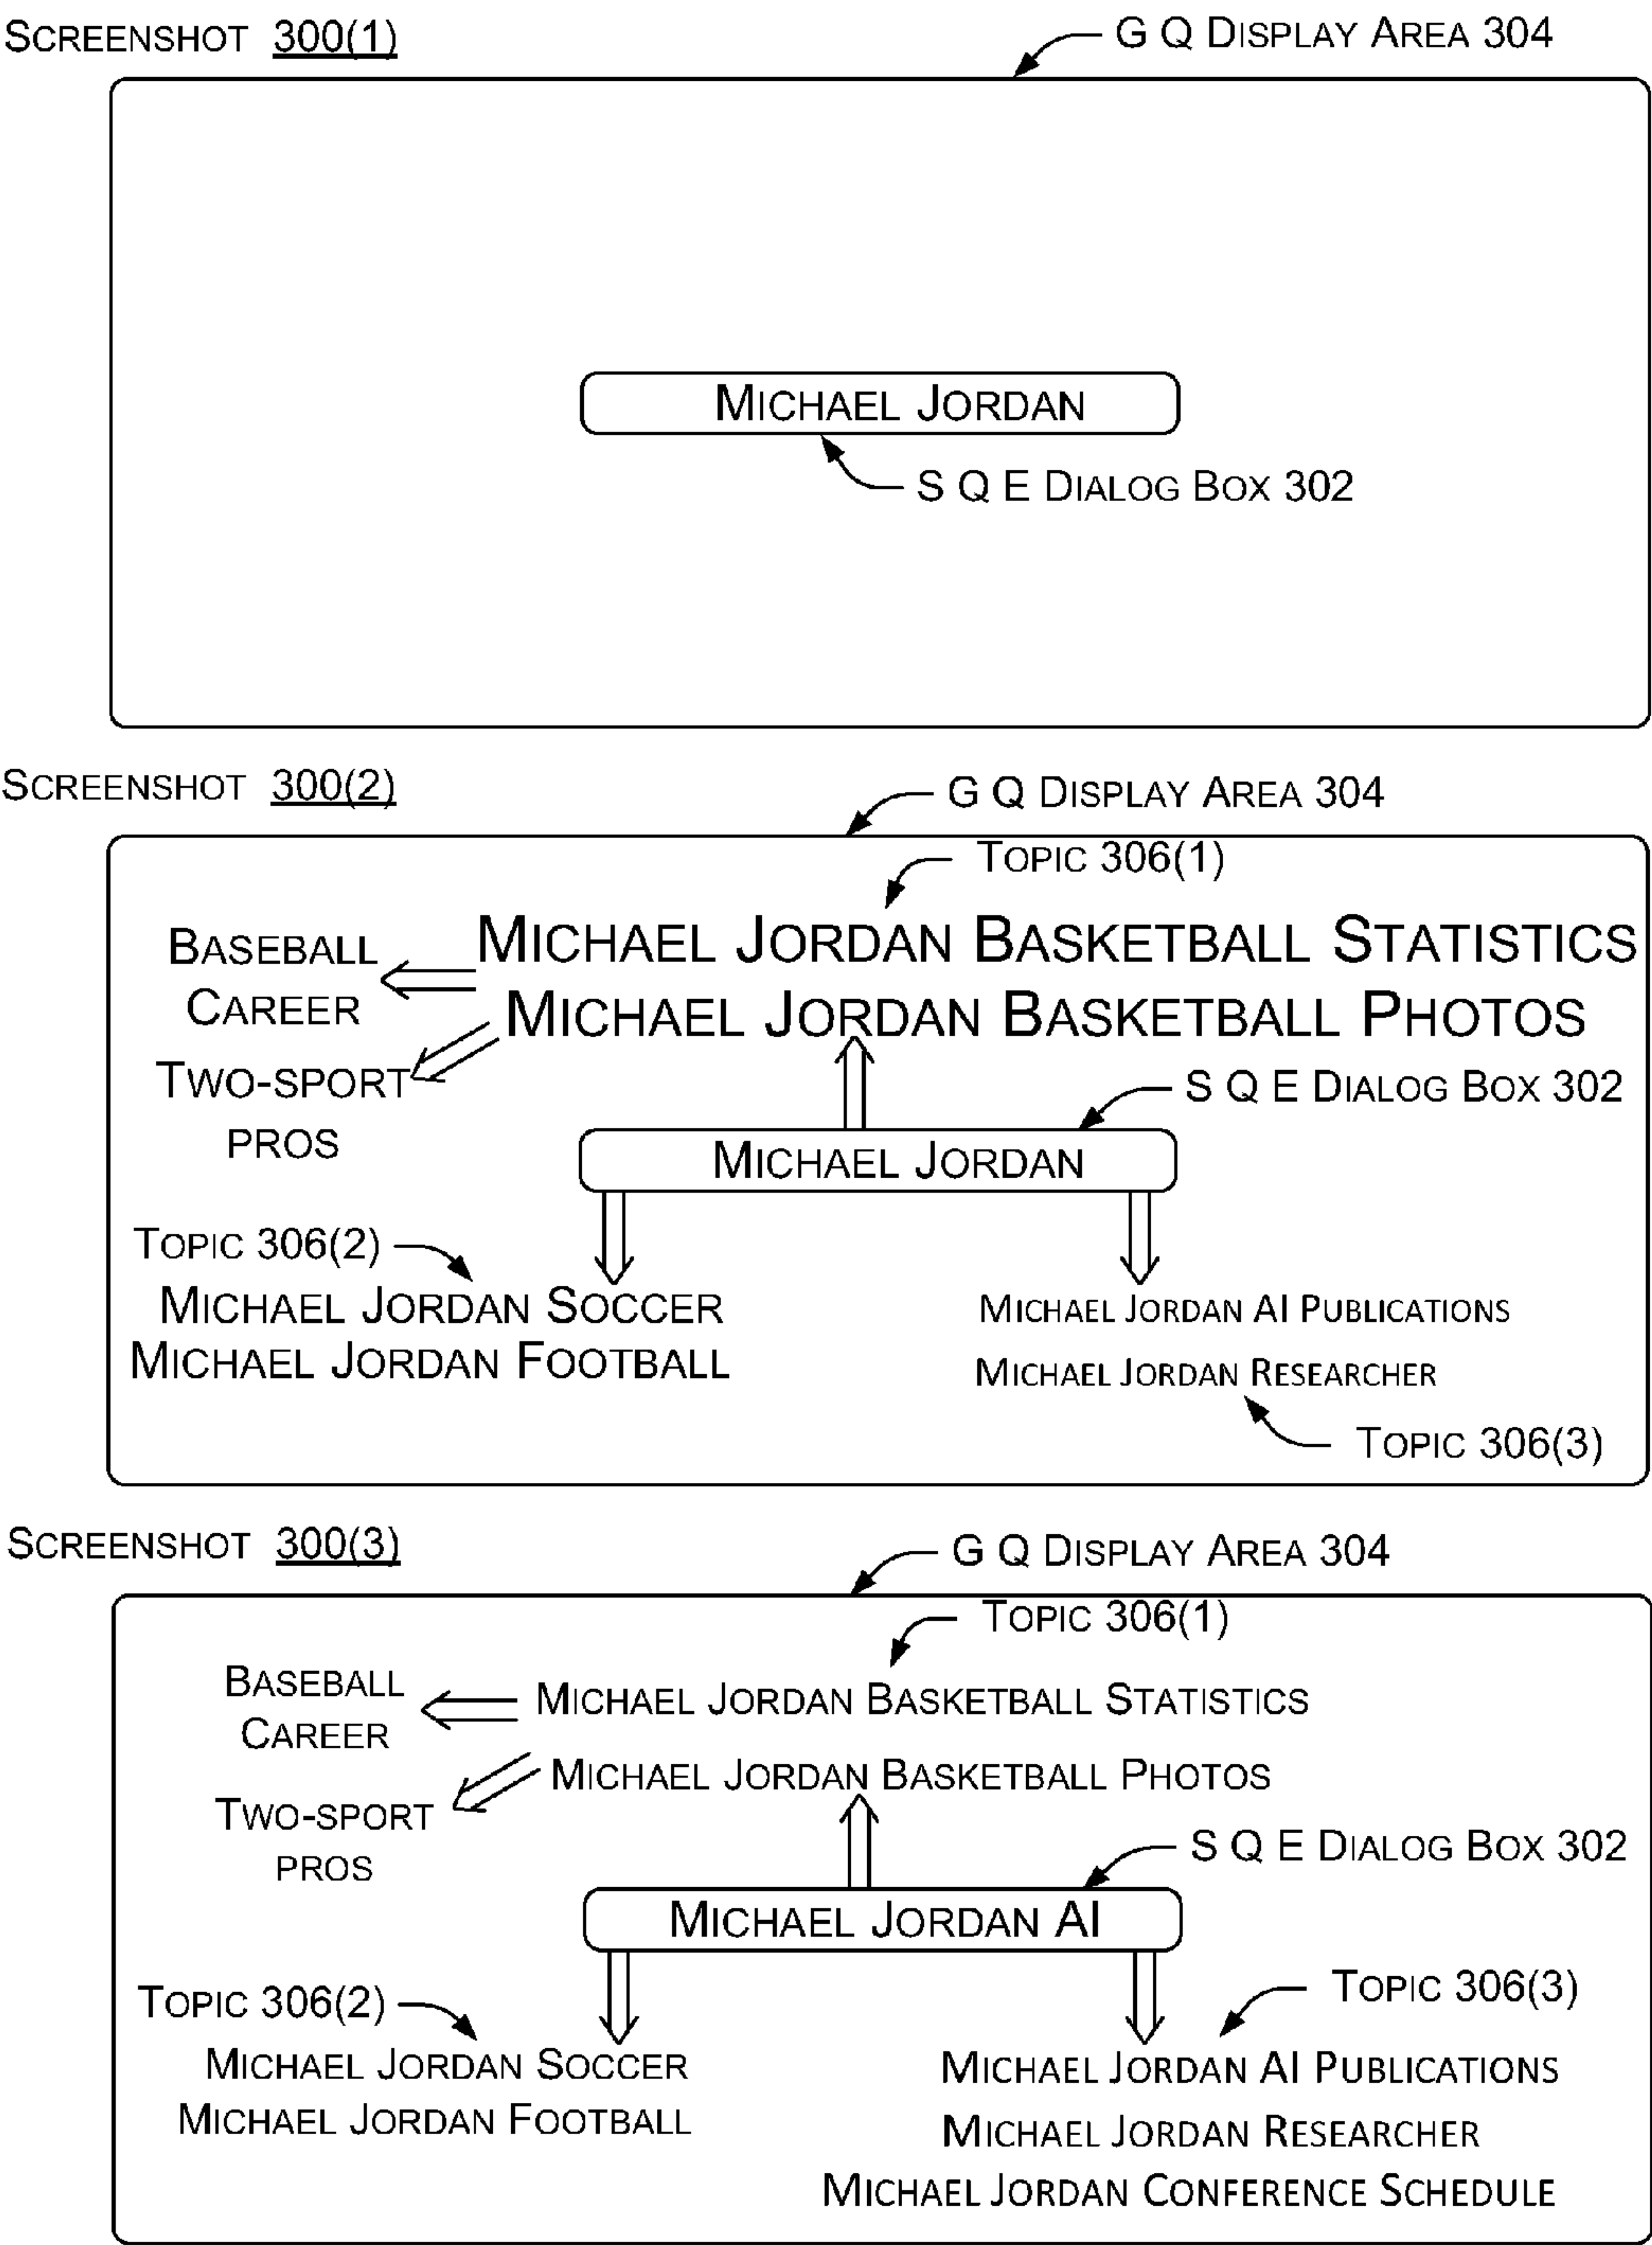 SCREENSHOT 300(1)
G Q DISPLAY AREA 304
MICHAEL JORDAN
S Q E DIALOG BOX 302
SCREENSHOT 300(2)
G Q DISPLAY AREA 304
TOPIC 306(1)
BASEBALL
CAREER
MICHAEL JORDAN BASKETBALL STATISTICS
MICHAEL JORDAN BASKETBALL PHOTOS
TWO-SPORT
PROS
S Q E DIALOG BOX 302
MICHAEL JORDAN
TOPIC 306(2)
MICHAEL JORDAN SOCCER
MICHAEL JORDAN FOOTBALL
MICHAEL JORDAN AI PUBLICATIONS
MICHAEL JORDAN RESEARCHER
TOPIC 306(3)
SCREENSHOT 300(3)
G Q DISPLAY AREA 304
TOPIC 306(1)
BASEBALL
CAREER
MICHAEL JORDAN BASKETBALL STATISTICS
MICHAEL JORDAN BASKETBALL PHOTOS
TWO-SPORT
PROS
S Q E DIALOG BOX 302
MICHAEL JORDAN AI
TOPIC 306(2)
MICHAEL JORDAN SOCCER
MICHAEL JORDAN FOOTBALL
TOPIC 306(3)
MICHAEL JORDAN AI PUBLICATIONS
MICHAEL JORDAN RESEARCHER
MICHAEL JORDAN CONFERENCE SCHEDULE